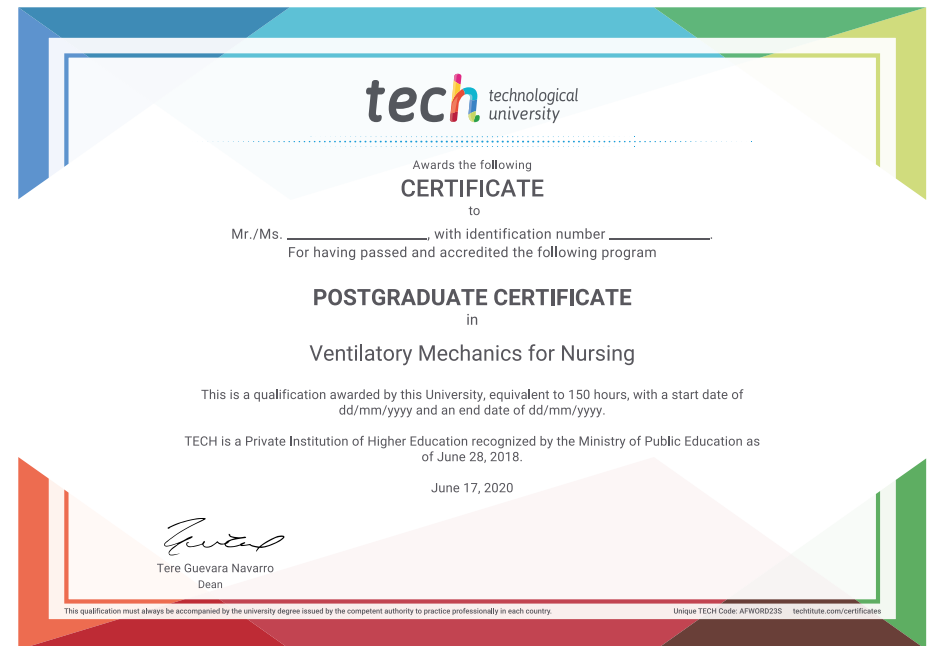 tech technological
university
Awards the following
CERTIFICATE
to
Mr./Ms. ____________________, with identification number ______________.
For having passed and accredited the following program
POSTGRADUATE CERTIFICATE
in
Ventilatory Mechanics for Nursing
This is a qualification awarded by this University, equivalent to 150 hours, with a start date of
dd/mm/yyyy and an end date of dd/mm/yyyy.
TECH is a Private Institution of Higher Education recognized by the Ministry of Public Education as
of June 28, 2018.
June 17, 2020
Tere Guevara Navarro
Dean
This qualification must always be accompanied by the university degree issued by the competent authority to practice professionally in each country.
Unique TECH Code: AFWORD23S techtitute.com/certificates